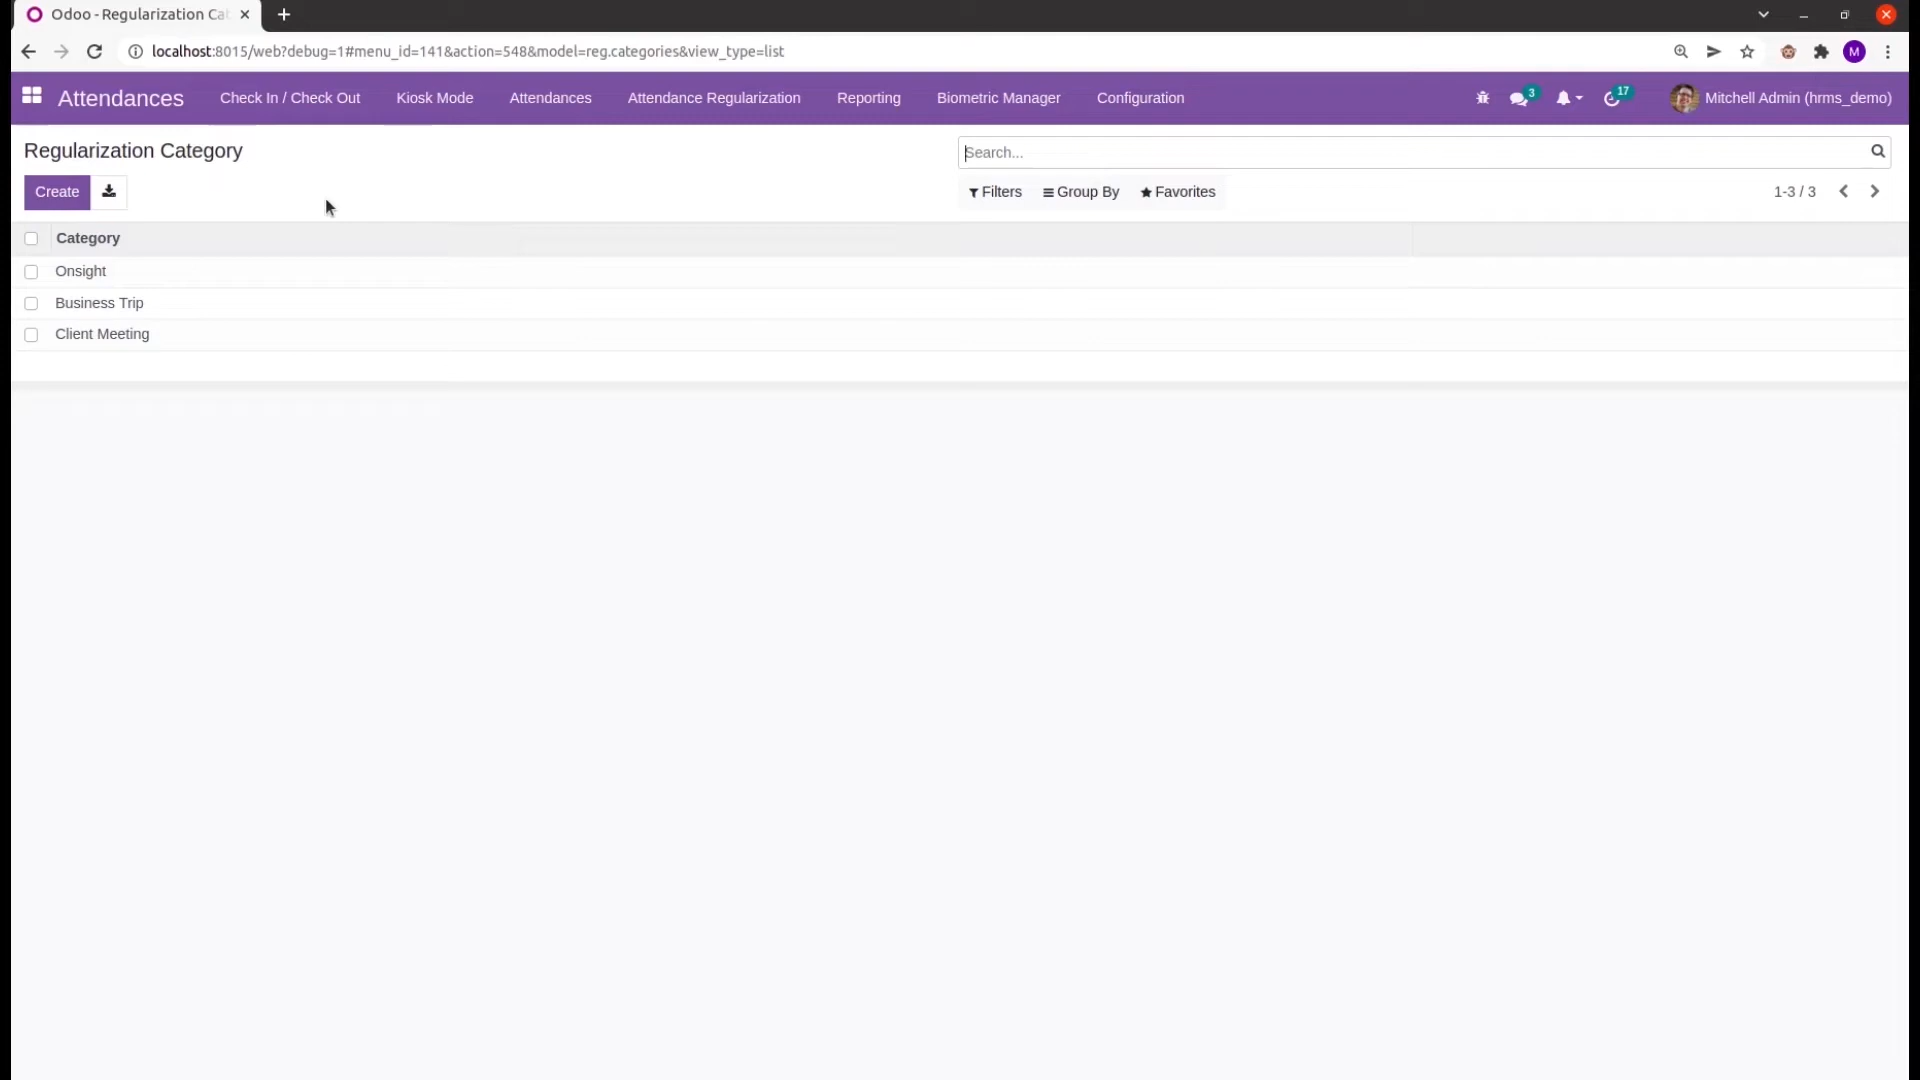 Odoo - Regularization Cat
localhost:8015/web?debug=1#menu_id=141&action=548&model=reg.categories&view_type=list
M
Attendances Check In / Check Out Kiosk Mode Attendances Attendance Regularization Reporting Biometric Manager Configuration 3 17 Mitchell Admin (hrms_demo)
Regularization Category
Search...
Create Filters Group By Favorites 1-3 / 3
Category
Onsight
Business Trip
Client Meeting